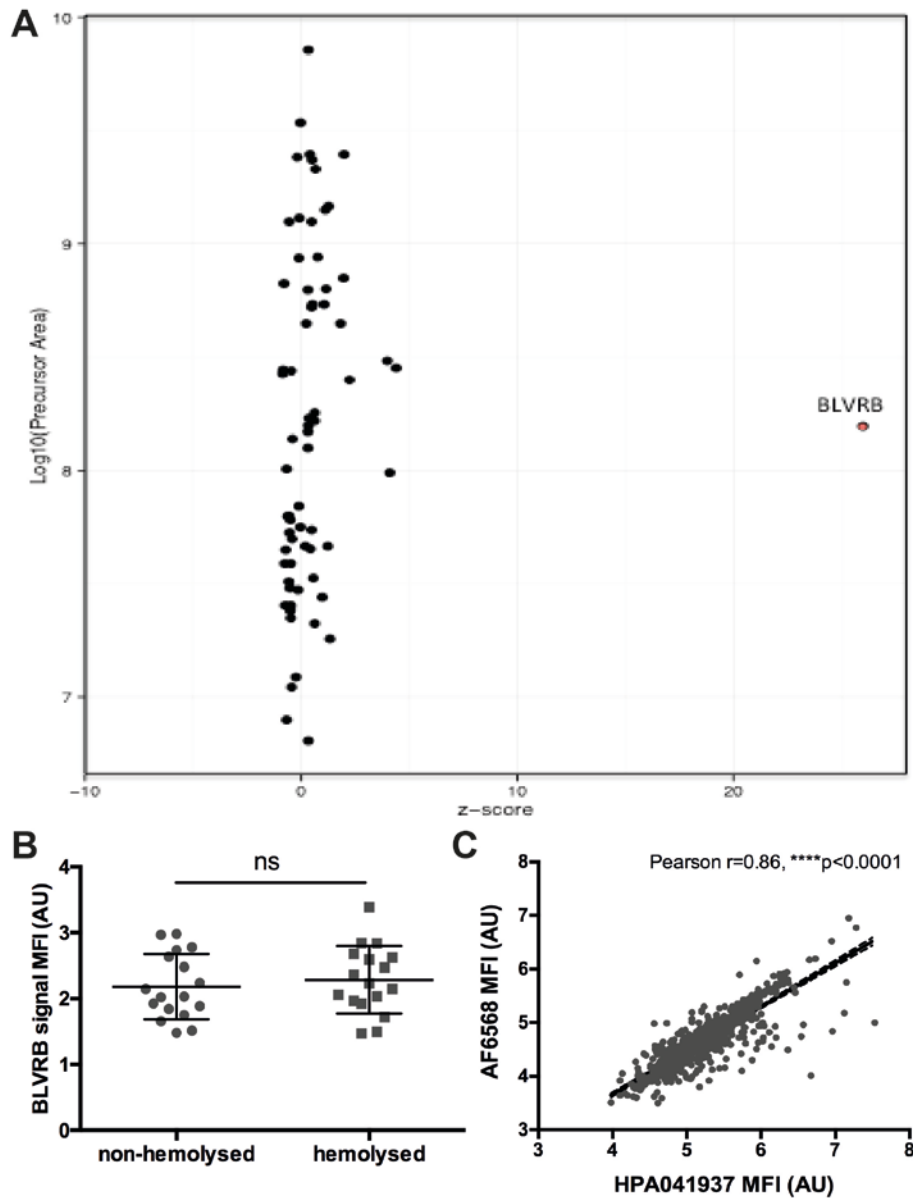 A
10
9
8
7
Log10(Precursor Area)
BLVRB
-10
0
10
20
z-score
B
ns
4
3
2
1
0
BLVRB signal MFI (AU)
non-hemolysed
hemolysed
C
Pearson r=0.86, ****p<0.0001
8
7
6
5
4
3
AF6568 MFI (AU)
3
4
5
6
7
8
HPA041937 MFI (AU)